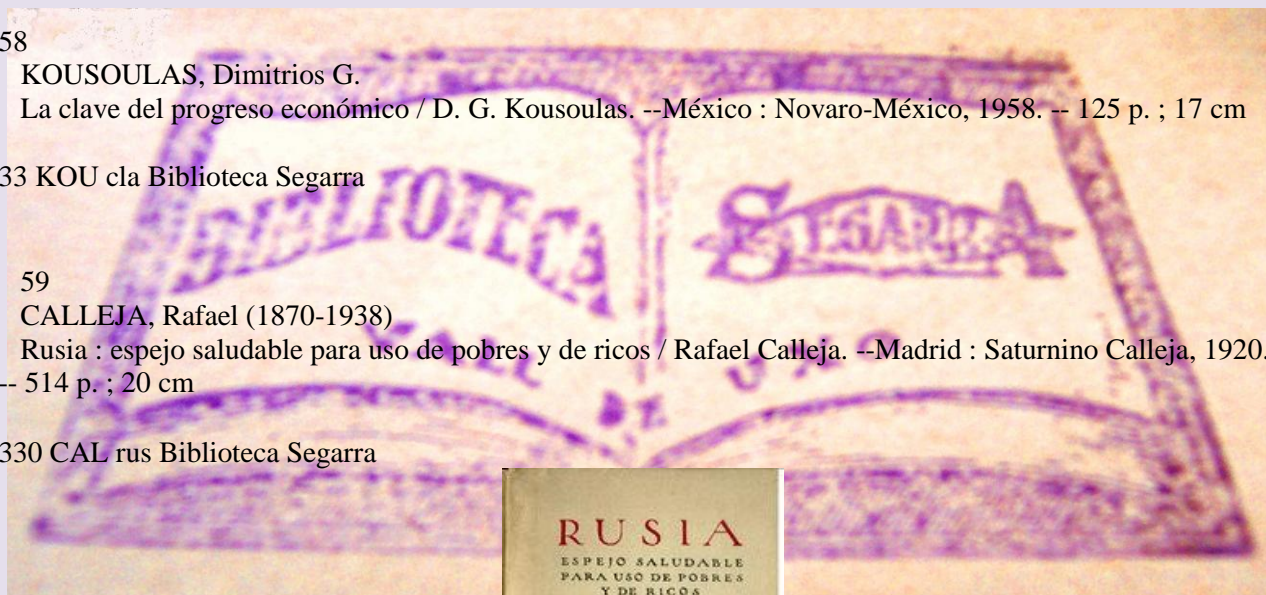 58
KOUSOULAS, Dimitrios G.
La clave del progreso económico / D. G. Kousoulas. --México : Novaro-México, 1958. -- 125 p. ; 17 cm
33 KOU cla Biblioteca Segarra
BIBLIOTECA SEGARRA
59
CALLEJA, Rafael (1870-1938)
Rusia : espejo saludable para uso de pobres y de ricos / Rafael Calleja. --Madrid : Saturnino Calleja, 1920.
-- 514 p. ; 20 cm
VALL DE UXO
330 CAL rus Biblioteca Segarra
RUSIA
ESPEJO SALUDABLE
PARA USO DE POBRES
Y DE RICOS